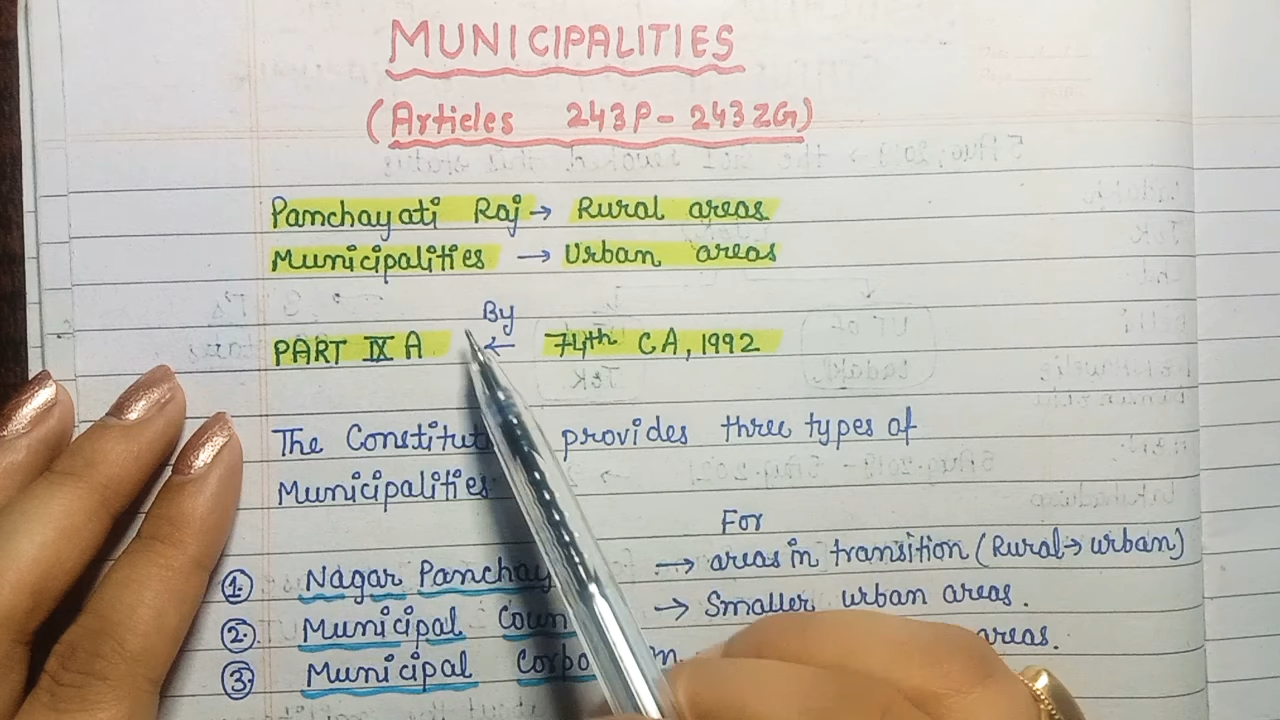 MUNICIPALITIES
(Articles 243P - 243ZG)
Panchayati Raj → Rural areas
Municipalities → Urban areas
By
PART IX A ← 74th CA, 1992
The Constitut provides three types of
Municipalities
For
1. Nagar Panchay → areas in transition (Rural → urban)
2. Municipal Coun → Smaller urban areas.
3. Municipal Corpo n areas.